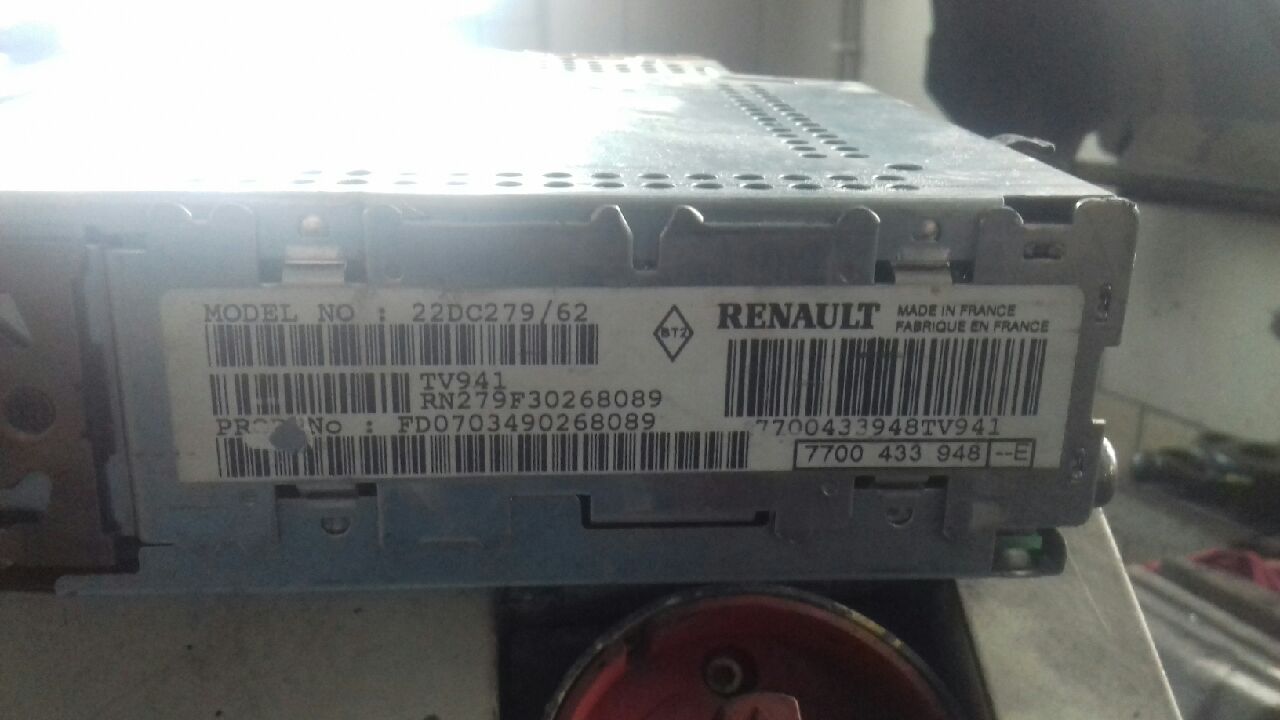 MODEL NO : 22DC279/62
TV941
RN279F30268089
No : FD0703490268089
BT2
RENAULT
MADE IN FRANCE
FABRIQUE EN FRANCE
7700433948TV941
7700 433 948 --E